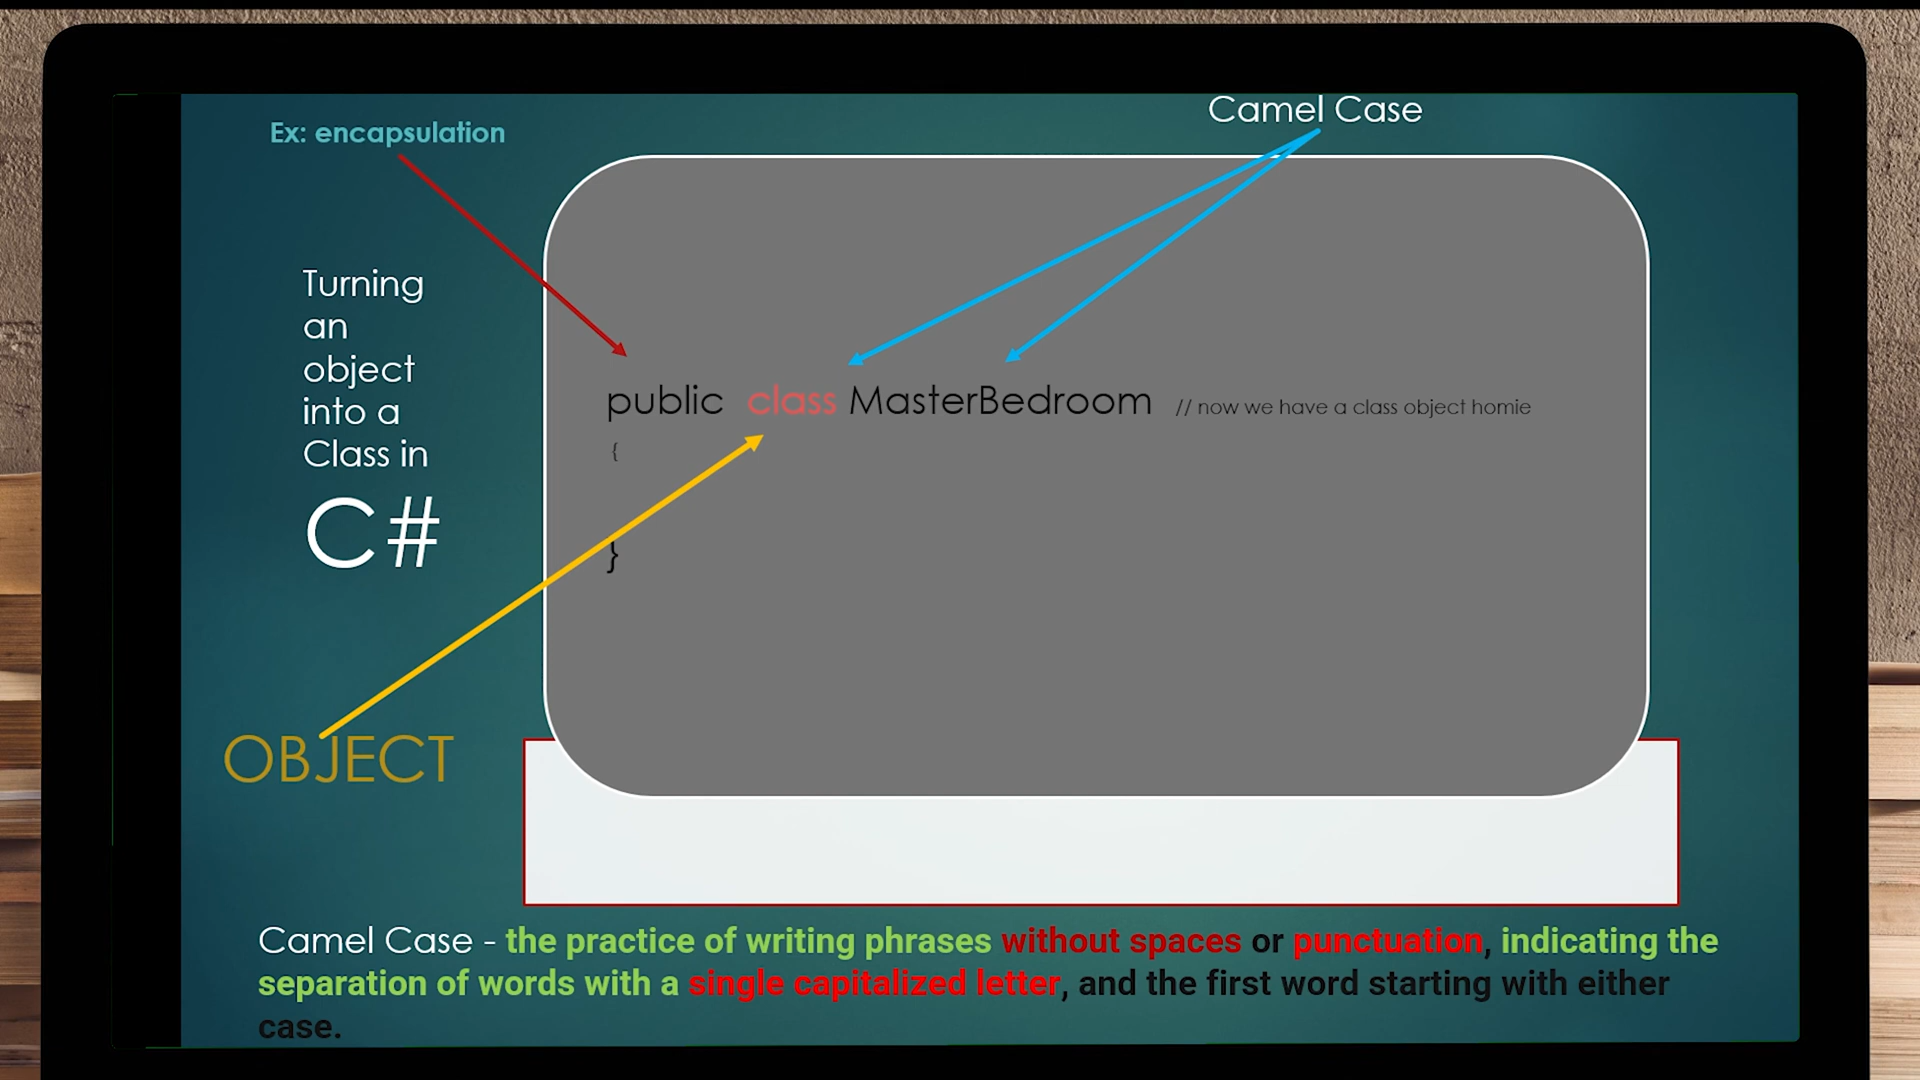 Ex: encapsulation
Camel Case
Turning
an
object
into a
Class in
C#
public class MasterBedroom // now we have a class object homie
{
}
OBJECT
Camel Case - the practice of writing phrases without spaces or punctuation, indicating the
separation of words with a single capitalized letter, and the first word starting with either
case.